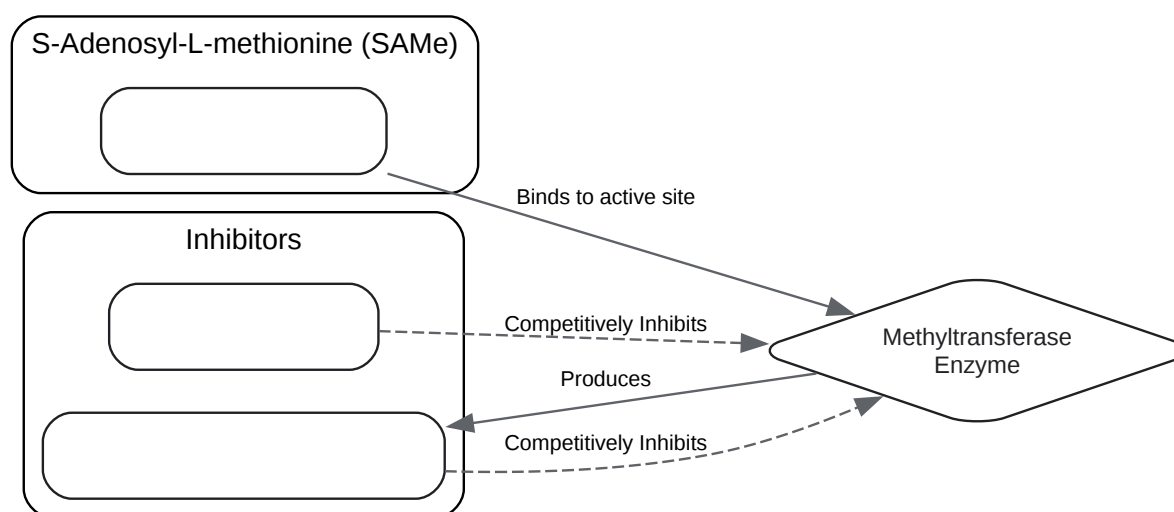 S-Adenosyl-L-methionine (SAMe)
Binds to active site
Inhibitors
Competitively Inhibits
Methyltransferase
Enzyme
Produces
Competitively Inhibits